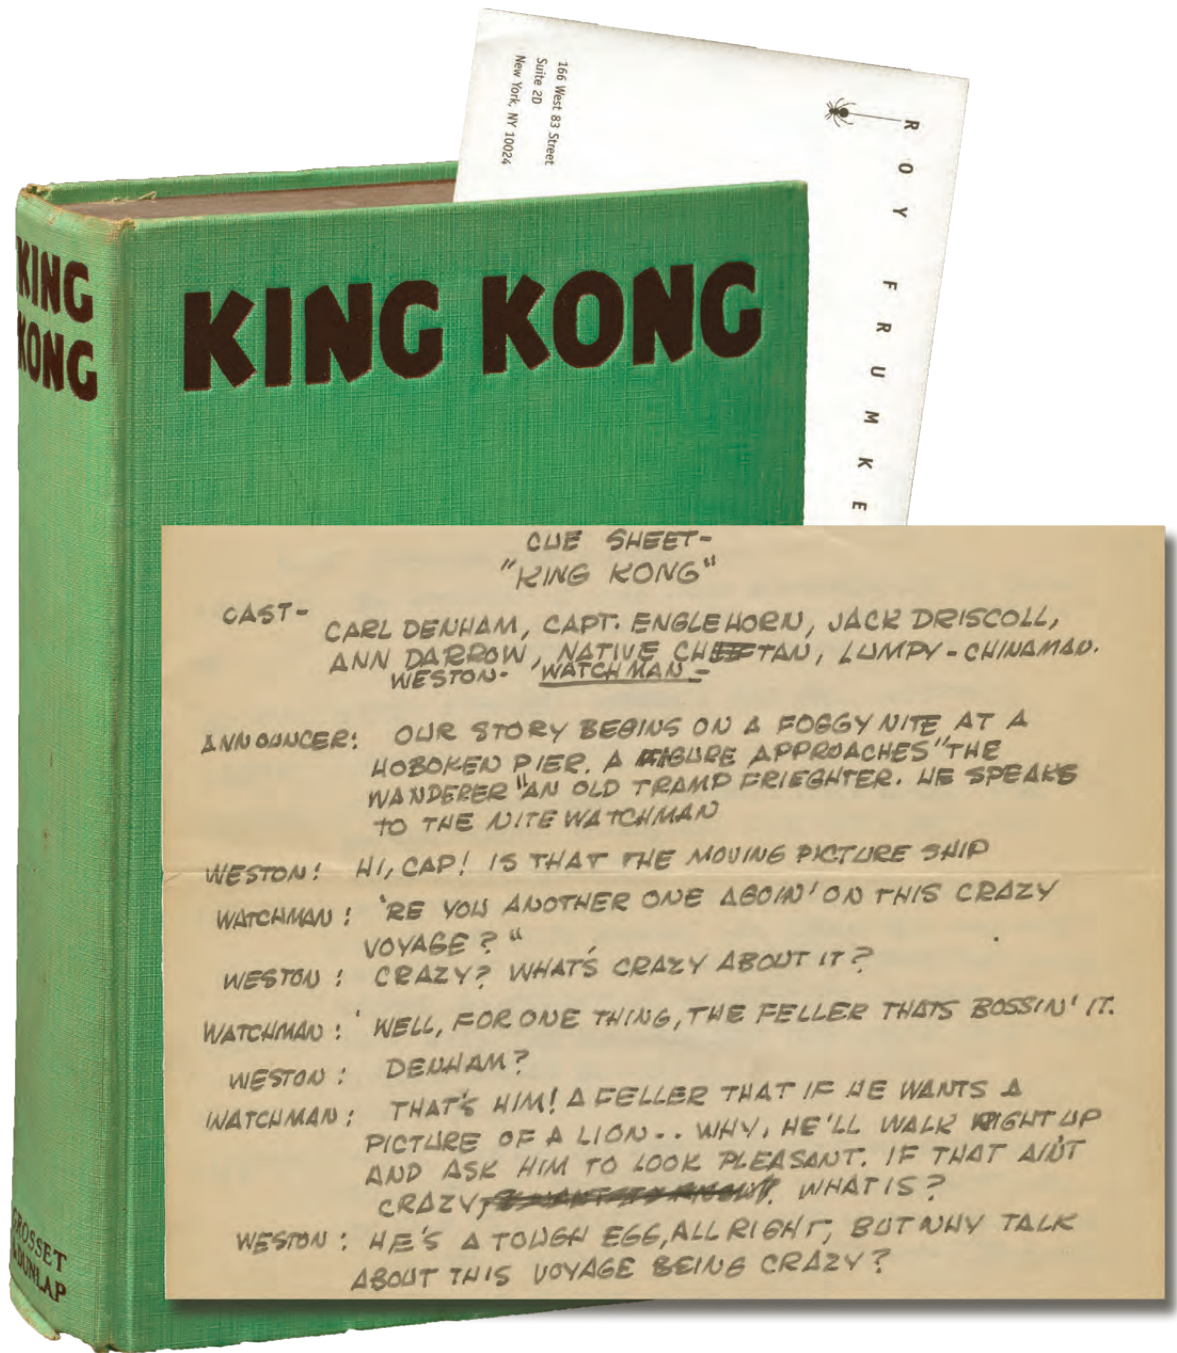 166 West 83 Street
Suite 2D
New York, NY 10024
ROY FRUMKE
KING
KONG
KING KONG
GROSSET
& DUNLAP
CUE SHEET-
"KING KONG"
CAST- CARL DENHAM, CAPT. ENGLEHORN, JACK DRISCOLL,
ANN DARROW, NATIVE CHIEFTAN, LUMPY-CHINAMAN.
WESTON- WATCHMAN-
ANNOUNCER: OUR STORY BEGINS ON A FOGGY NITE AT A
HOBOKEN PIER. A FIGURE APPROACHES "THE
WANDERER" AN OLD TRAMP FRIEGHTER. HE SPEAKS
TO THE NITE WATCHMAN
WESTON: HI, CAP! IS THAT THE MOVING PICTURE SHIP
WATCHMAN: 'RE YOU ANOTHER ONE AGOIN' ON THIS CRAZY
VOYAGE?"
WESTON: CRAZY? WHAT'S CRAZY ABOUT IT?
WATCHMAN: ' WELL, FOR ONE THING, THE FELLER THATS BOSSIN' IT.
WESTON: DENHAM?
WATCHMAN: THAT'S HIM! A FELLER THAT IF HE WANTS A
PICTURE OF A LION.. WHY, HE'LL WALK RIGHT UP
AND ASK HIM TO LOOK PLEASANT. IF THAT AIN'T
CRAZY, WHAT IS?
WESTON: HE'S A TOUGH EGG, ALL RIGHT, BUT WHY TALK
ABOUT THIS VOYAGE BEING CRAZY?